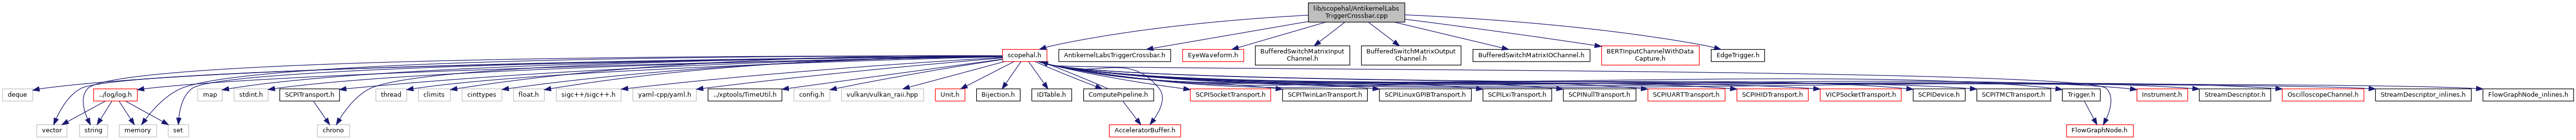 lib/scopehal/AntikernelLabs
TriggerCrossbar.cpp
scopehal.h
AntikernelLabsTriggerCrossbar.h
EyeWaveform.h
BufferedSwitchMatrixInput
Channel.h
BufferedSwitchMatrixOutput
Channel.h
BufferedSwitchMatrixIOChannel.h
BERTInputChannelWithData
Capture.h
EdgeTrigger.h
deque
../log/log.h
map
stdint.h
SCPITransport.h
thread
climits
cinttypes
float.h
sigc++/sigc++.h
yaml-cpp/yaml.h
../xptools/TimeUtil.h
config.h
vulkan/vulkan_raii.hpp
Unit.h
Bijection.h
IDTable.h
ComputePipeline.h
SCPISocketTransport.h
SCPITwinLanTransport.h
SCPILinuxGPIBTransport.h
SCPILxiTransport.h
SCPINullTransport.h
SCPIUARTTransport.h
SCPIHIDTransport.h
VICPSocketTransport.h
SCPIDevice.h
SCPITMCTransport.h
Trigger.h
Instrument.h
StreamDescriptor.h
OscilloscopeChannel.h
StreamDescriptor_inlines.h
FlowGraphNode_inlines.h
vector
string
memory
set
chrono
AcceleratorBuffer.h
FlowGraphNode.h